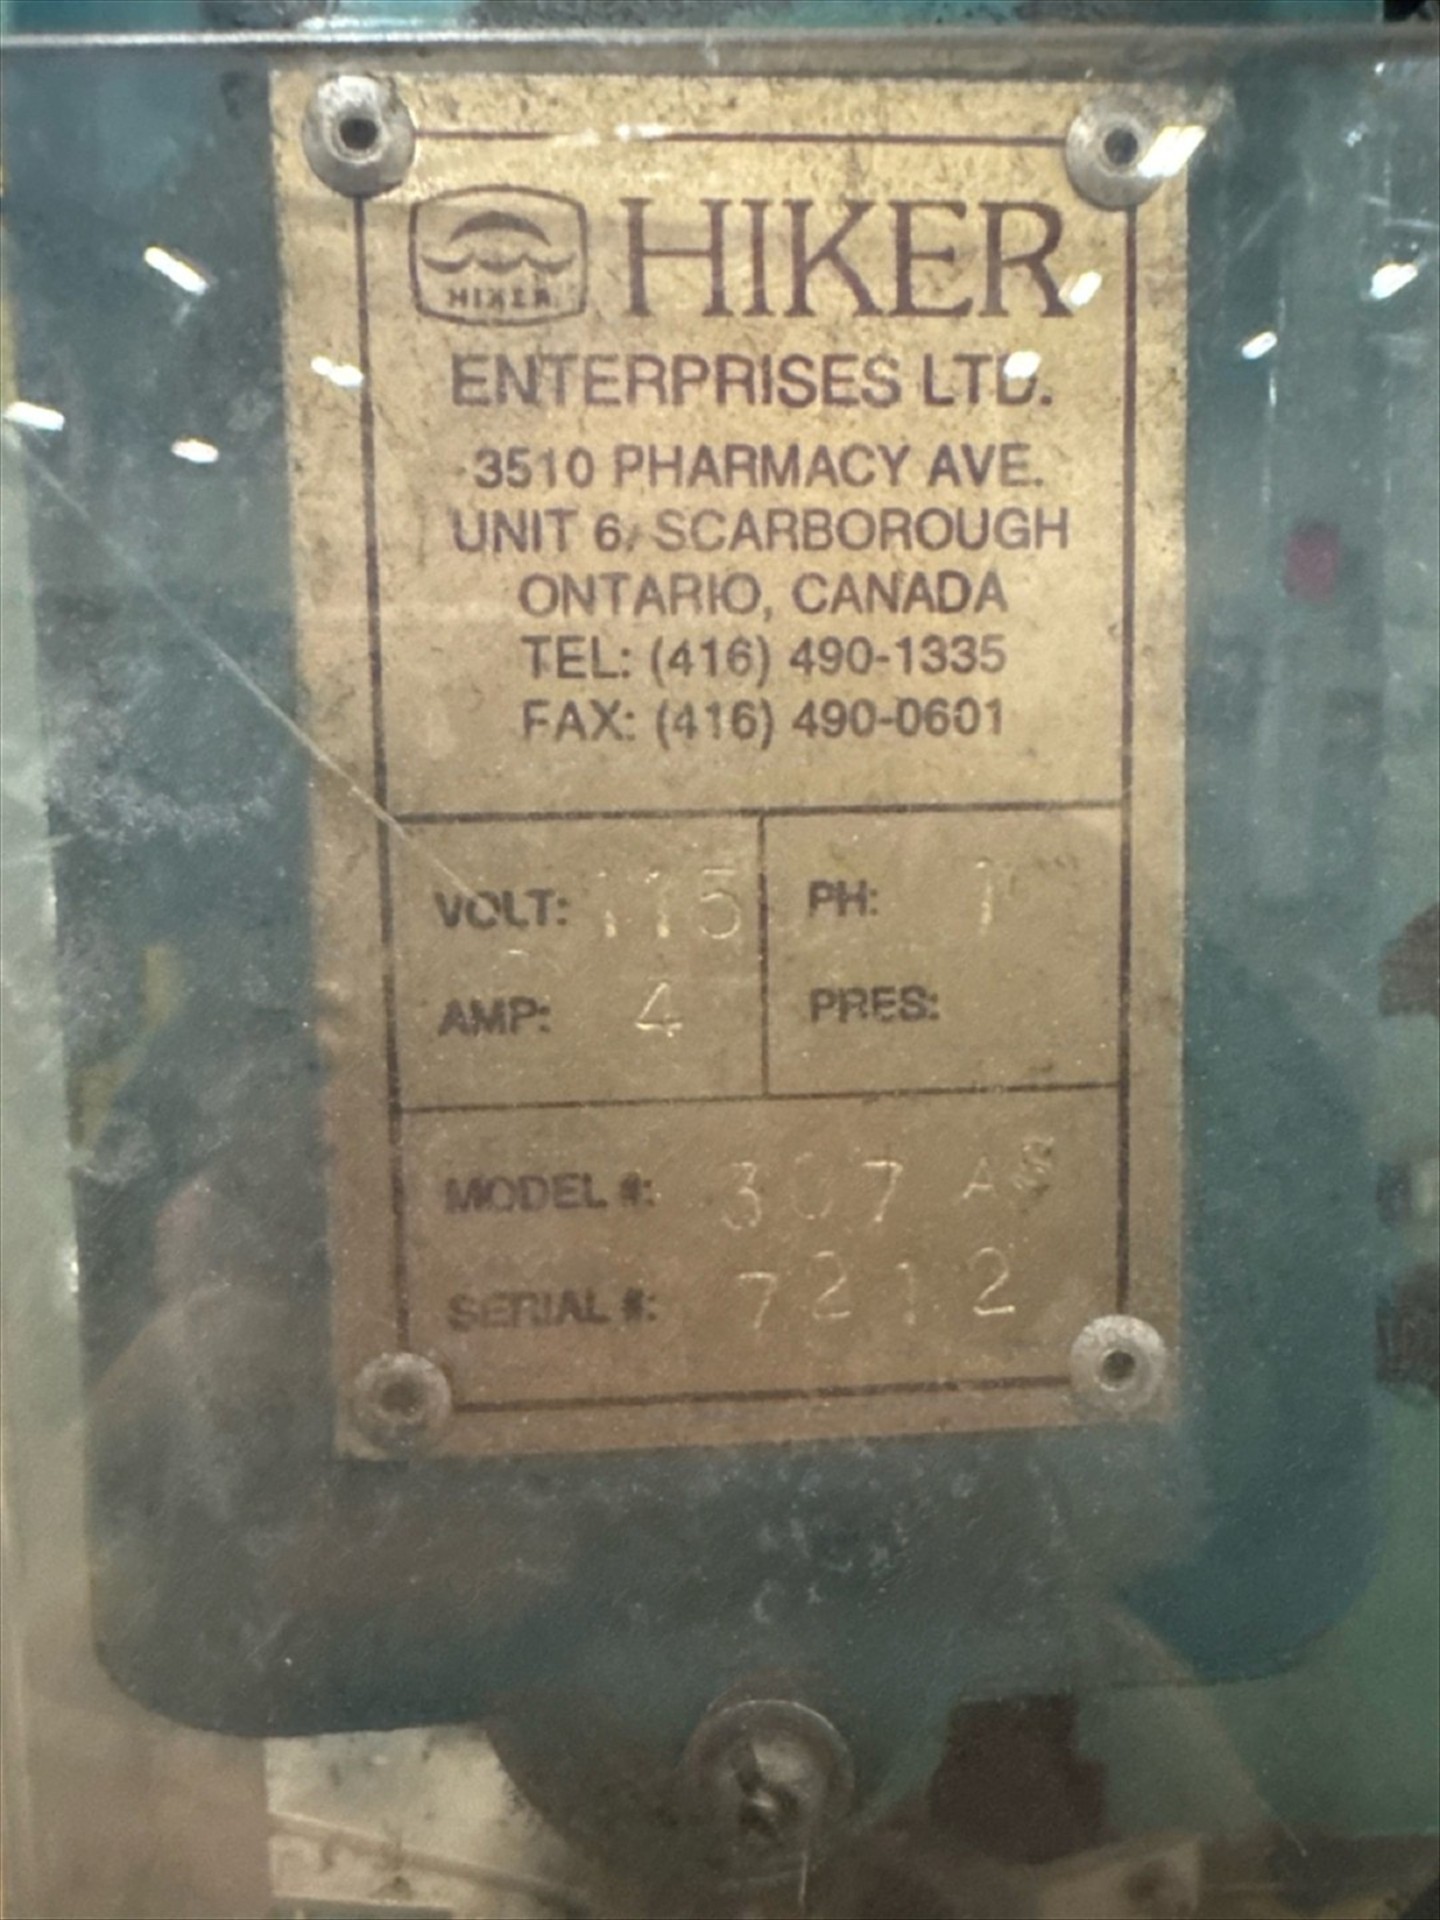 HIKER
HIKER
ENTERPRISES LTD.
3510 PHARMACY AVE.
UNIT 6, SCARBOROUGH
ONTARIO, CANADA
TEL: (416) 490-1335
FAX: (416) 490-0601
VOLT: 115 PH: 1
AMP: 4 PRES:
MODEL #: 307 A
SERIAL #: 7212